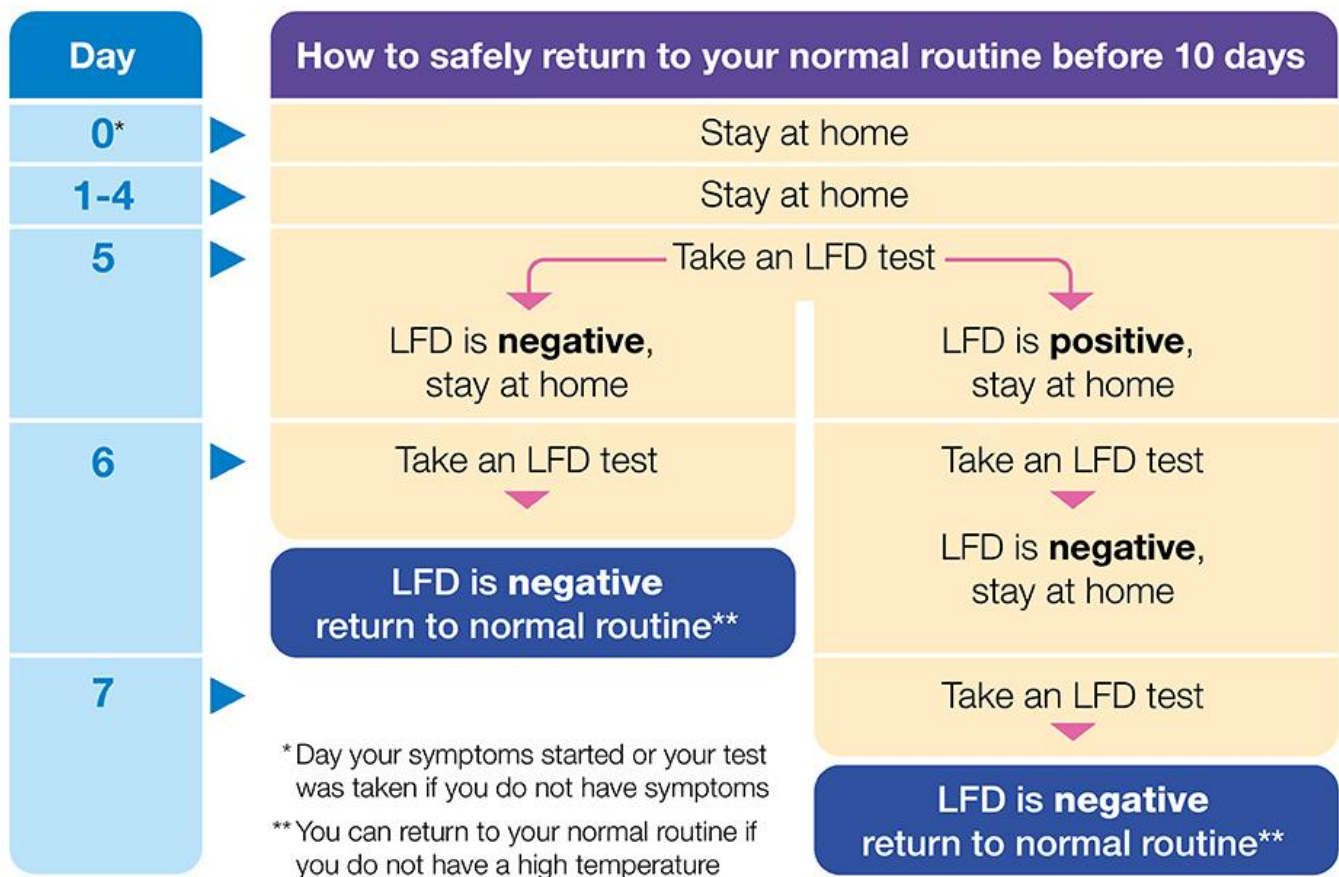 Day
How to safely return to your normal routine before 10 days
0*
Stay at home
1-4
Stay at home
5
Take an LFD test
LFD is negative,
stay at home
LFD is positive,
stay at home
6
Take an LFD test
LFD is negative
return to normal routine**
Take an LFD test
LFD is negative,
stay at home
7
Take an LFD test
LFD is negative
return to normal routine**
* Day your symptoms started or your test
was taken if you do not have symptoms
** You can return to your normal routine if
you do not have a high temperature